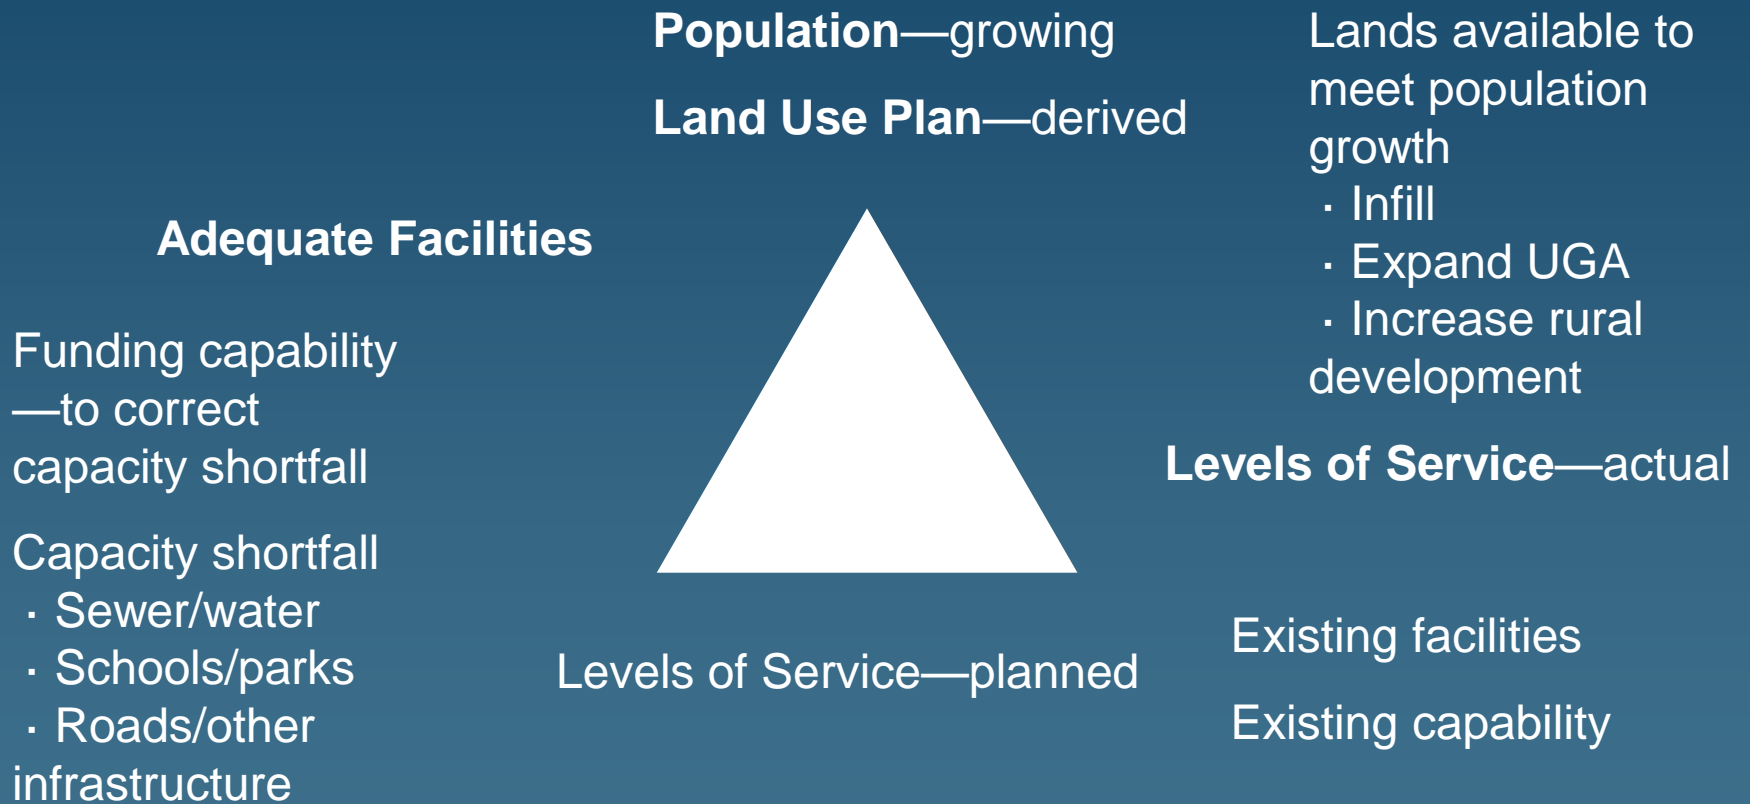 Population—growing
Land Use Plan—derived
Lands available to
meet population
growth
· Infill
· Expand UGA
· Increase rural
development
Adequate Facilities
Funding capability
—to correct
capacity shortfall
Capacity shortfall
· Sewer/water
· Schools/parks
· Roads/other
infrastructure
Levels of Service—actual
Levels of Service—planned
Existing facilities
Existing capability